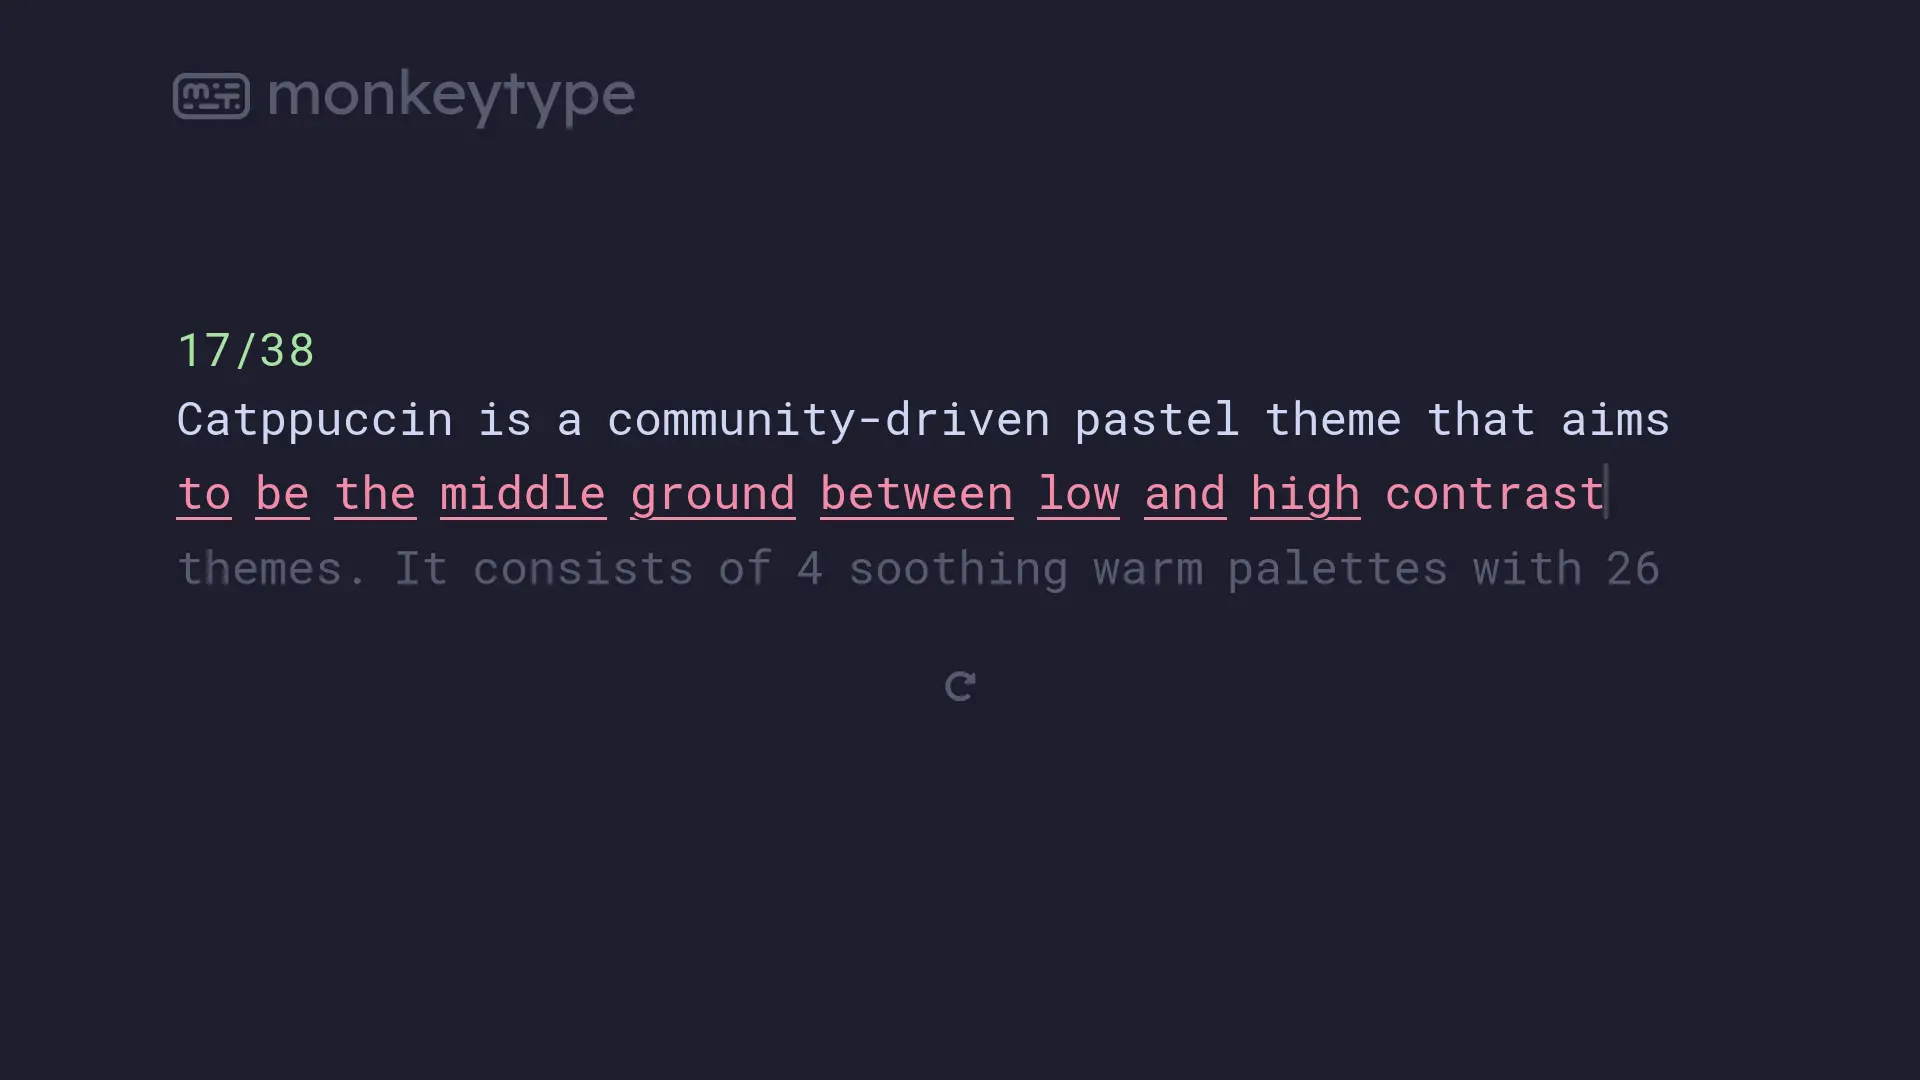 monkeytype
17/38
Catppuccin is a community-driven pastel theme that aims
to be the middle ground between low and high contrast
themes. It consists of 4 soothing warm palettes with 26